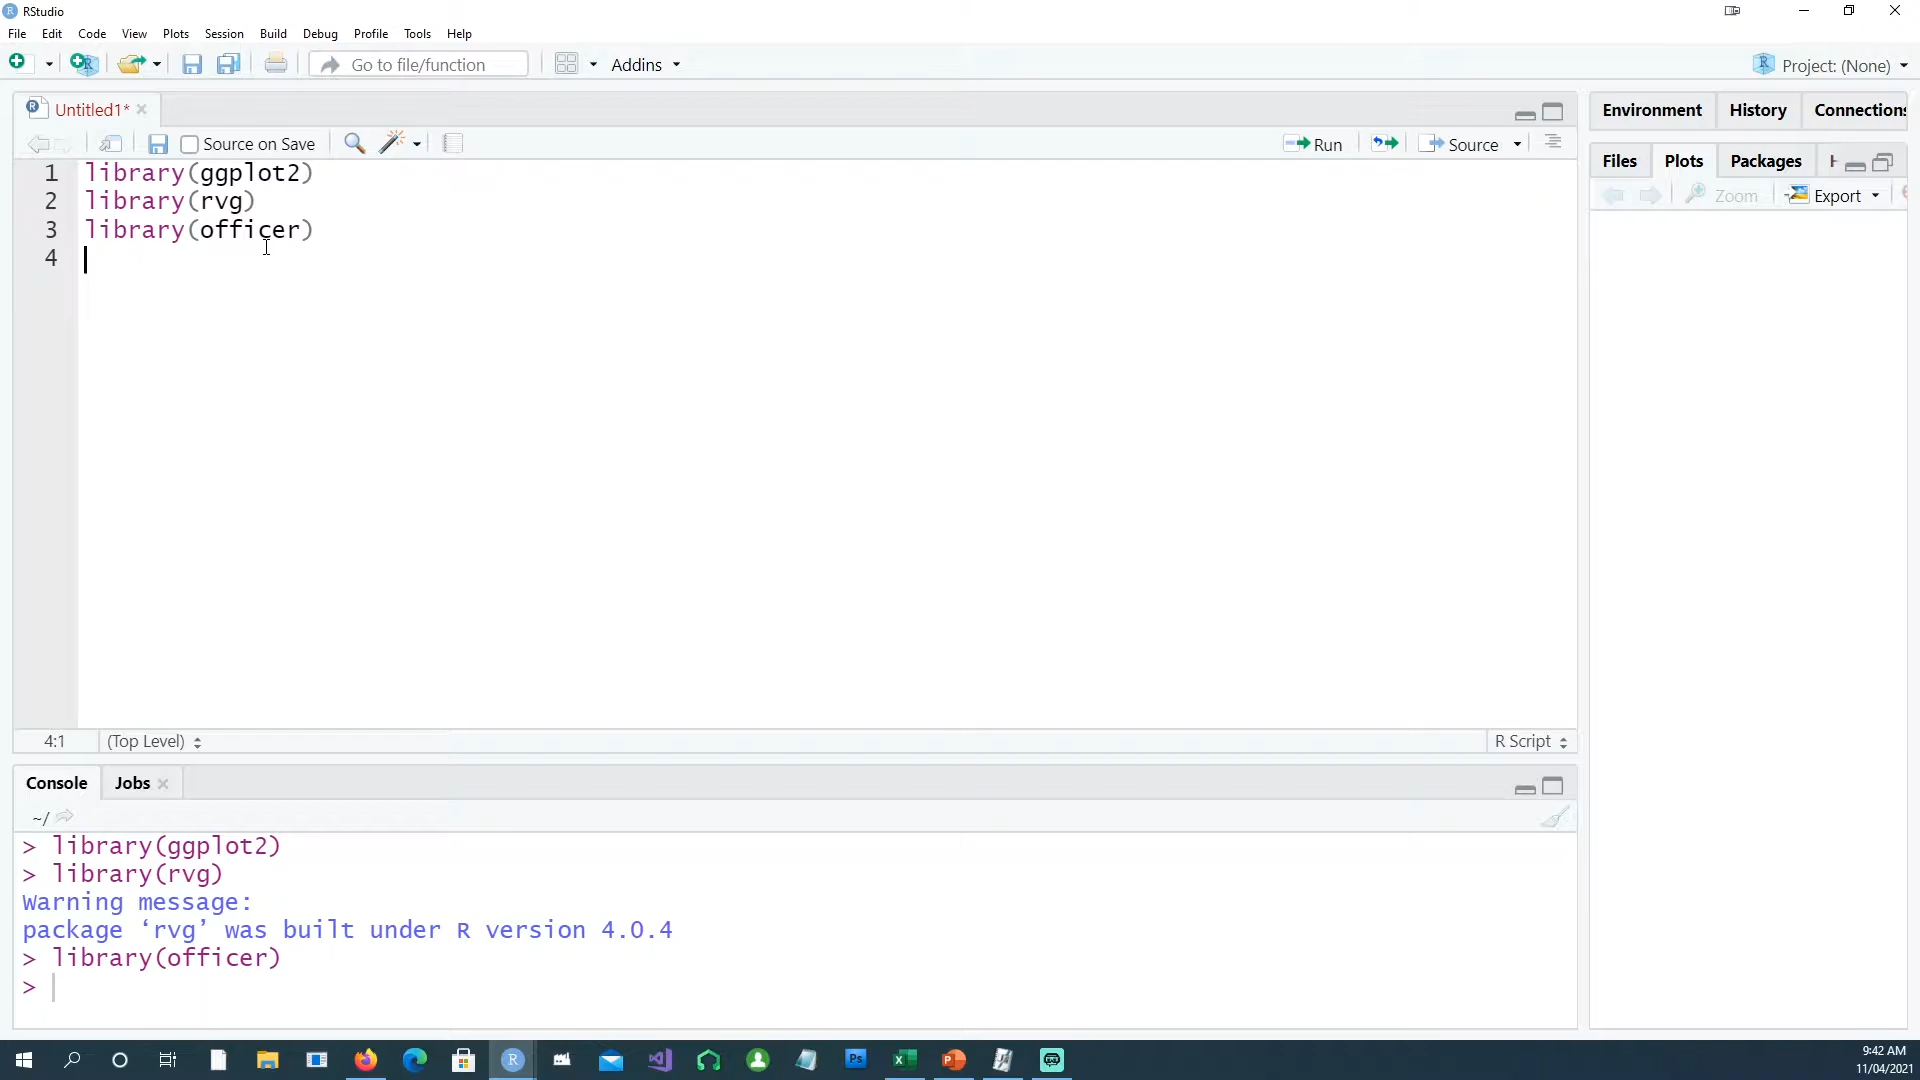 RStudio
File Edit Code View Plots Session Build Debug Profile Tools Help
Go to file/function Addins Project: (None)
Untitled1* Environment History Connections
Source on Save Run Source Files Plots Packages
Zoom Export
1 library(ggplot2)
2 library(rvg)
3 library(officer)
4
4:1 (Top Level) R Script
Console Jobs
~/
> library(ggplot2)
> library(rvg)
Warning message:
package ‘rvg’ was built under R version 4.0.4
> library(officer)
>
Ps
9:42 AM
11/04/2021